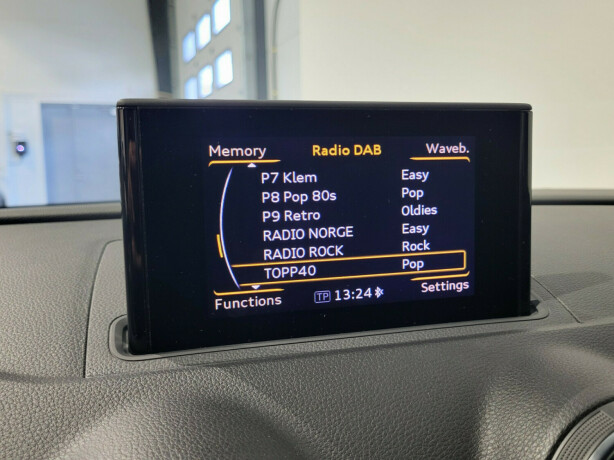 Memory Radio DAB Waveb.
P7 Klem Easy
P8 Pop 80s Pop
P9 Retro Oldies
RADIO NORGE Easy
RADIO ROCK Rock
TOPP40 Pop
Functions TP 13:24 Settings